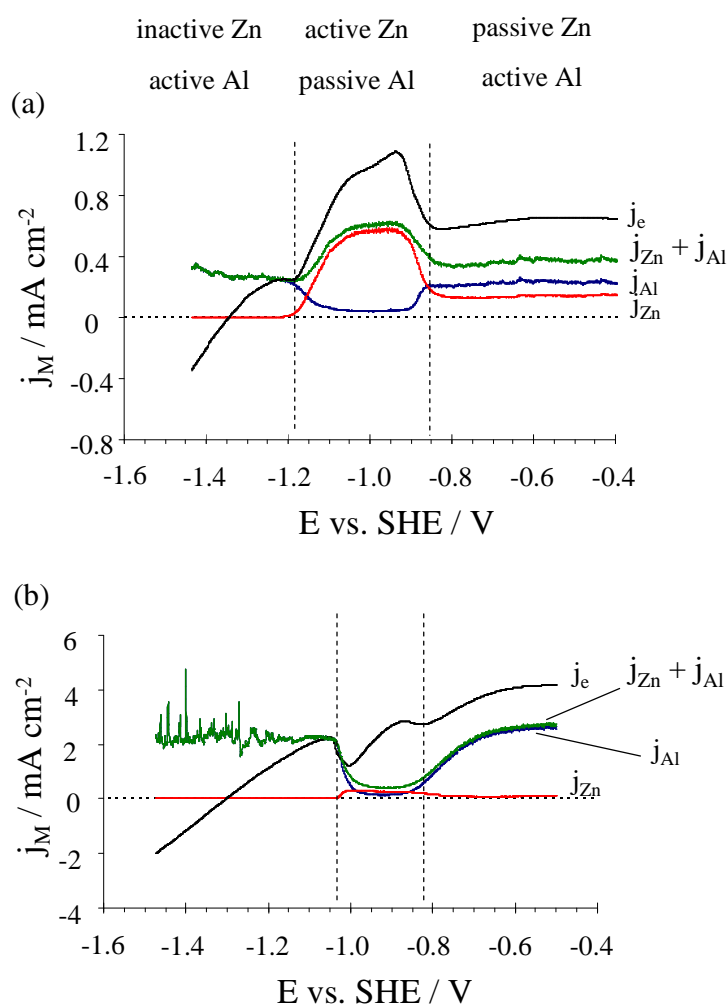 inactive Zn active Zn passive Zn
active Al passive Al active Al
(a)
1.2
0.8
0.4
0
-0.4
-0.8
j_M / mA cm⁻²
j_e
j_Zn + j_Al
j_Al
j_Zn
-1.6 -1.4 -1.2 -1.0 -0.8 -0.6 -0.4
E vs. SHE / V
(b)
6
4
2
0
-2
-4
j_M / mA cm⁻²
j_e
j_Zn + j_Al
j_Al
j_Zn
-1.6 -1.4 -1.2 -1.0 -0.8 -0.6 -0.4
E vs. SHE / V